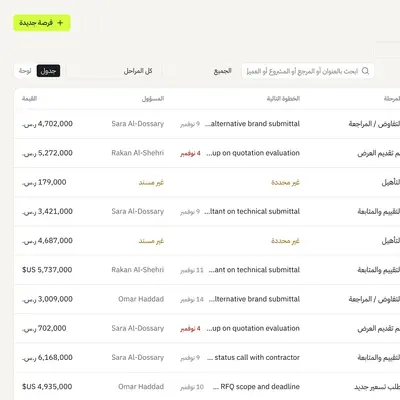 + فرصة جديدة
ابحث بالعنوان أو المرجع أو المشروع أو العميل
الجميع
كل المراحل
جدول
لوحة
المرحلة الخطوة التالية المسؤول القيمة
التفاوض / المراجعة ...alternative brand submittal 9 نوفمبر Sara Al-Dossary 4,702,000 ر.س.
تم تقديم العرض ...up on quotation evaluation 4 نوفمبر Rakan Al-Shehri 5,272,000 ر.س.
التأهيل غير محددة غير مسند 179,000 ر.س.
التقييم والمتابعة ...ltant on technical submittal 9 نوفمبر Sara Al-Dossary 3,421,000 ر.س.
التأهيل غير محددة غير مسند 4,687,000 ر.س.
التقييم والمتابعة ...ant on technical submittal 11 نوفمبر Rakan Al-Shehri 5,737,000 US$
التفاوض / المراجعة ...alternative brand submittal 14 نوفمبر Omar Haddad 3,009,000 ر.س.
تم تقديم العرض ...up on quotation evaluation 4 نوفمبر Sara Al-Dossary 702,000 ر.س.
التقييم والمتابعة ... status call with contractor 9 نوفمبر Sara Al-Dossary 6,168,000 ر.س.
طلب تسعير جديد ... RFQ scope and deadline 10 نوفمبر Omar Haddad 4,935,000 US$